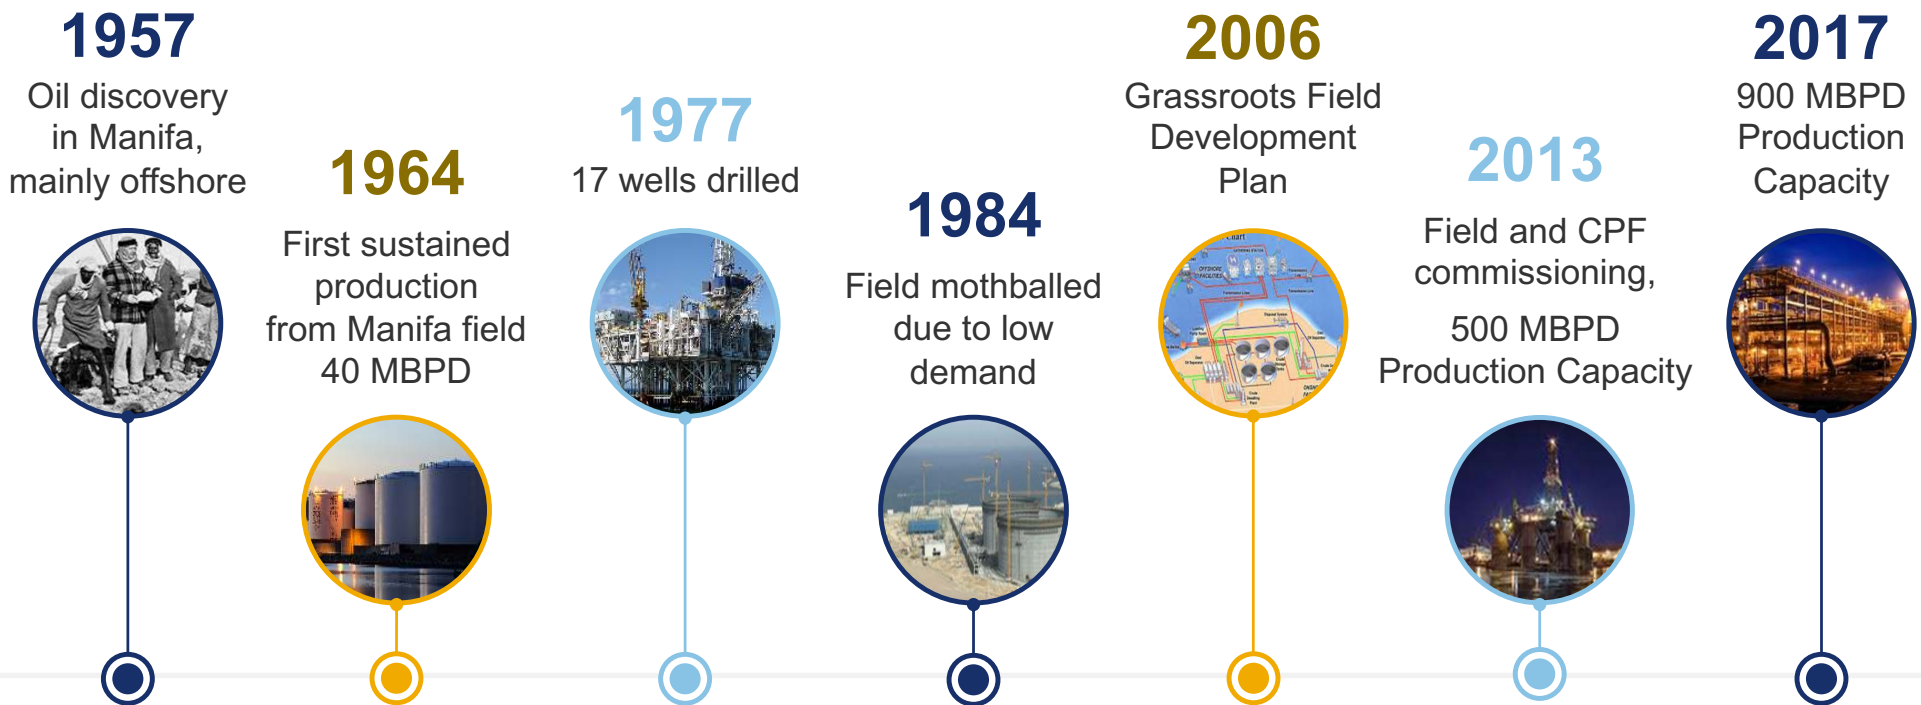 1957
Oil discovery
in Manifa,
mainly offshore
1964
First sustained
production
from Manifa field
40 MBPD
1977
17 wells drilled
1984
Field mothballed
due to low
demand
2006
Grassroots Field
Development
Plan
Chart
2013
Field and CPF
commissioning,
500 MBPD
Production Capacity
2017
900 MBPD
Production
Capacity